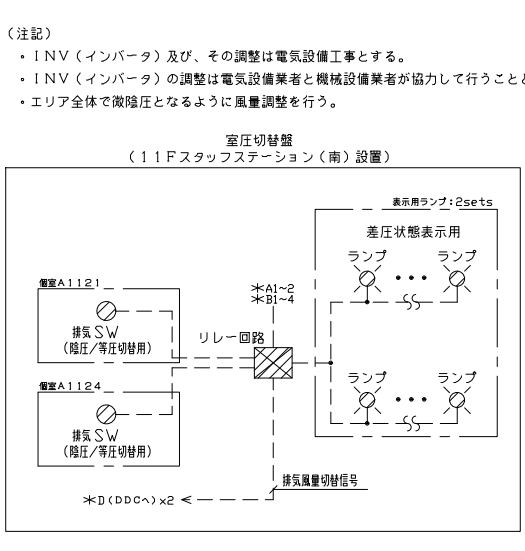 (注記)
・INV(インバータ)及び、その調整は電気設備工事とする。
・INV(インバータ)の調整は電気設備業者と機械設備業者が協力して行うこと
・エリア全体で微陰圧となるように風量調整を行う。
室圧切替盤
(11Fスタッフステーション(南)設置)
表示用ランプ:2sets
差圧状態表示用
ランプ ランプ
個室A1121
*A1~2
*B1~4
排気SW
(陰圧/等圧切替用)
リレー回路
個室A1124
ランプ ランプ
排気SW
(陰圧/等圧切替用)
排気風量切替信号
*D(DDCへ)x2